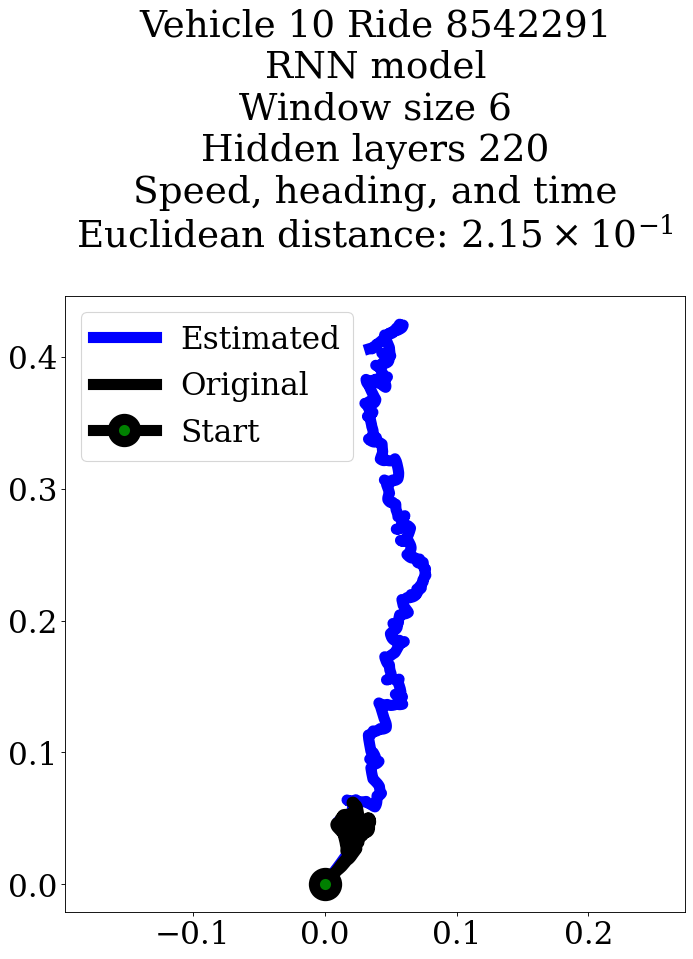 Vehicle 10 Ride 8542291
RNN model
Window size 6
Hidden layers 220
Speed, heading, and time
Euclidean distance: 2.15 × 10⁻¹
Estimated
Original
Start
0.4
0.3
0.2
0.1
0.0
−0.1 0.0 0.1 0.2